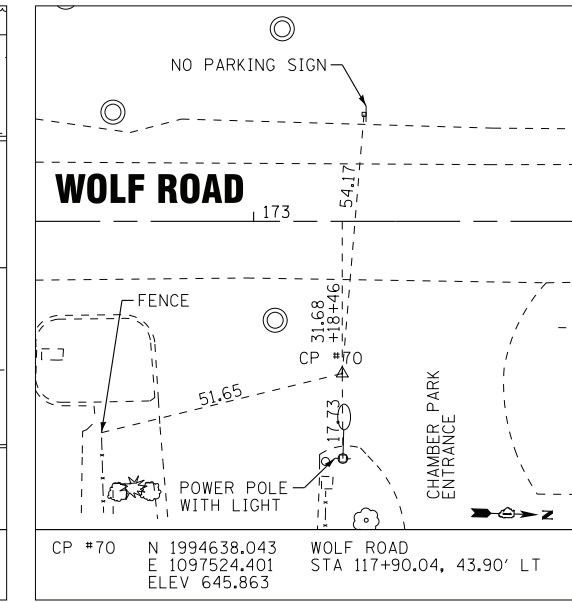 NO PARKING SIGN
54.17
WOLF ROAD
173
FENCE
31.68
+18+46
CP #70
51.65
17.73
CHAMBER PARK
ENTRANCE
POWER POLE
WITH LIGHT
N
CP #70 N 1994638.043 WOLF ROAD
E 1097524.401 STA 117+90.04, 43.90' LT
ELEV 645.863